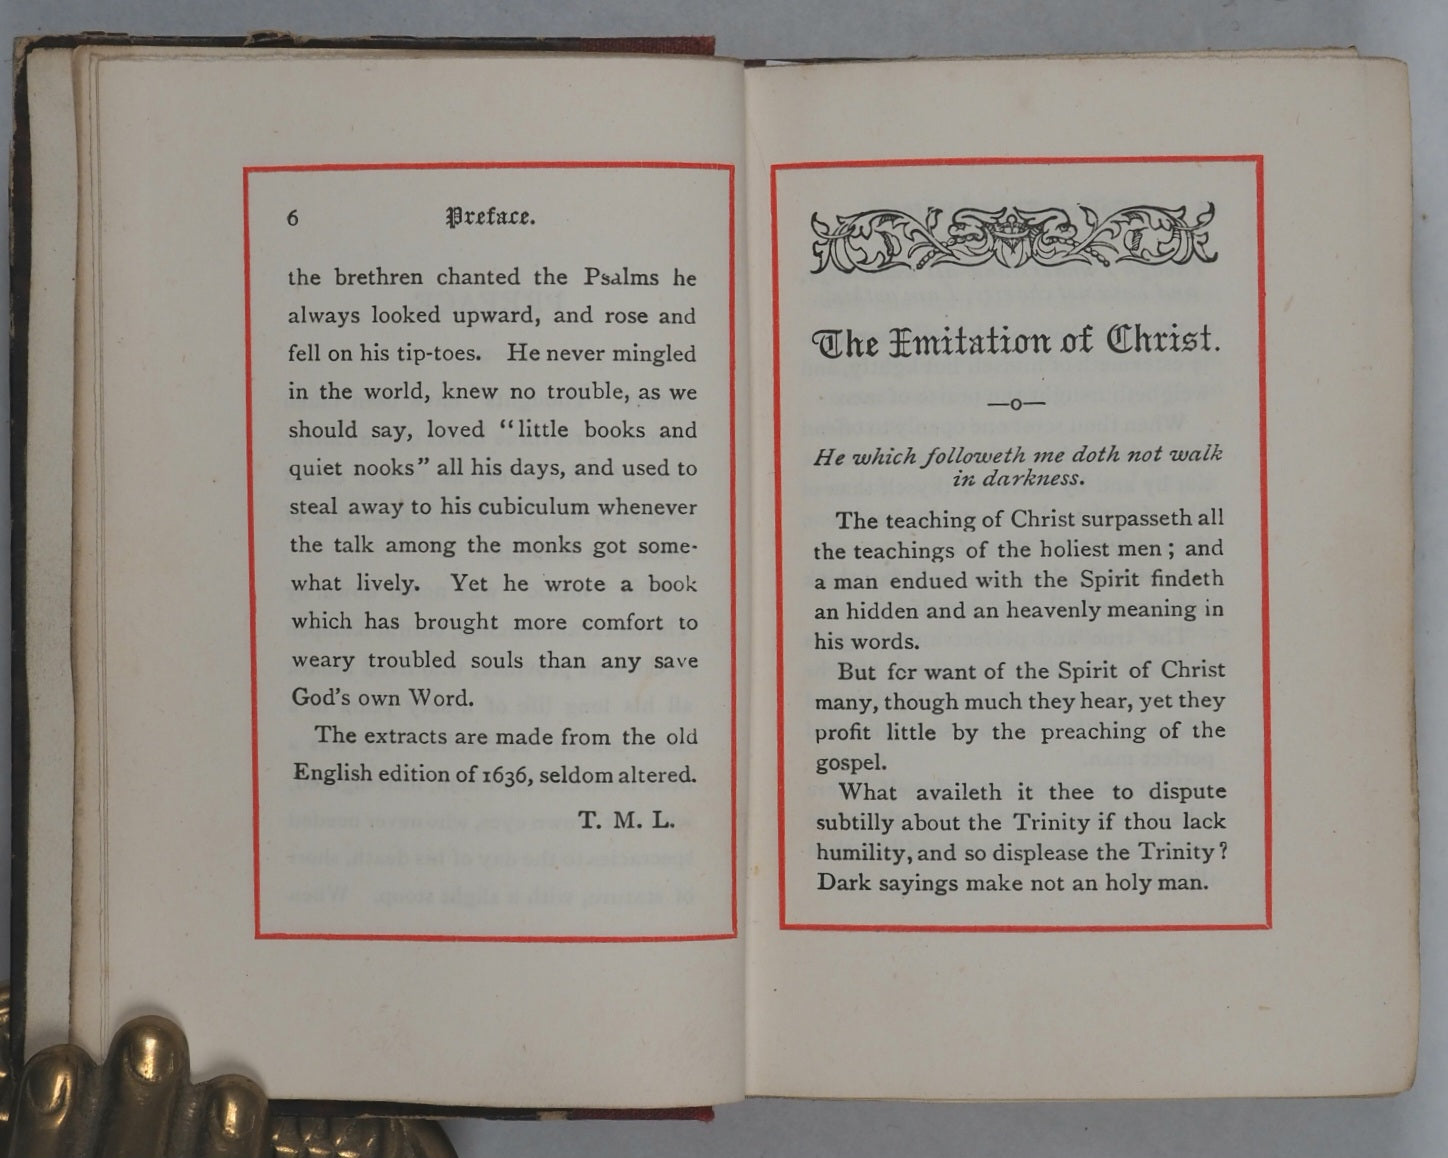 6 Preface.
the brethren chanted the Psalms he
always looked upward, and rose and
fell on his tip-toes. He never mingled
in the world, knew no trouble, as we
should say, loved "little books and
quiet nooks" all his days, and used to
steal away to his cubiculum whenever
the talk among the monks got some-
what lively. Yet he wrote a book
which has brought more comfort to
weary troubled souls than any save
God's own Word.
The extracts are made from the old
English edition of 1636, seldom altered.
T. M. L.
The Imitation of Christ.
—o—
He which followeth me doth not walk
in darkness.
The teaching of Christ surpasseth all
the teachings of the holiest men; and
a man endued with the Spirit findeth
an hidden and an heavenly meaning in
his words.
But for want of the Spirit of Christ
many, though much they hear, yet they
profit little by the preaching of the
gospel.
What availeth it thee to dispute
subtilly about the Trinity if thou lack
humility, and so displease the Trinity?
Dark sayings make not an holy man.